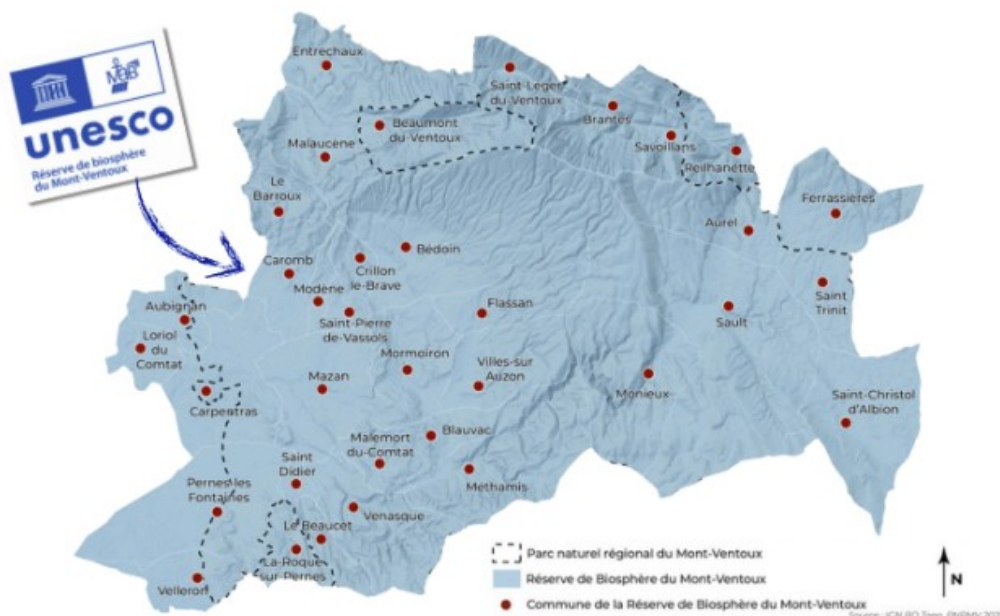 MaB
unesco
Réserve de biosphère
du Mont-Ventoux
Entrechaux
Saint-Leger
du-Ventoux
Brantes
Beaumont
du-Ventoux
Malaucène
Savoillans
Reilhanette
Le
Barroux
Ferrassières
Aurel
Bédoin
Caromb
Crillon
le-Brave
Modène
Saint-Pierre
de-Vassols
Flassan
Saint
Trinit
Sault
Aubignan
Loriol
du
Comtat
Mormoiron
Villes-sur
Auzon
Mazan
Monieux
Carpentras
Saint-Christol
d'Albion
Blauvac
Malemort
du-Comtat
Saint
Didier
Méthamis
Pernes-les
Fontaines
Venasque
Le Beaucet
La-Roque
sur-Pernes
Velleron
Parc naturel régional du Mont-Ventoux
Réserve de Biosphère du Mont-Ventoux
Commune de la Réserve de Biosphère du Mont-Ventoux
N